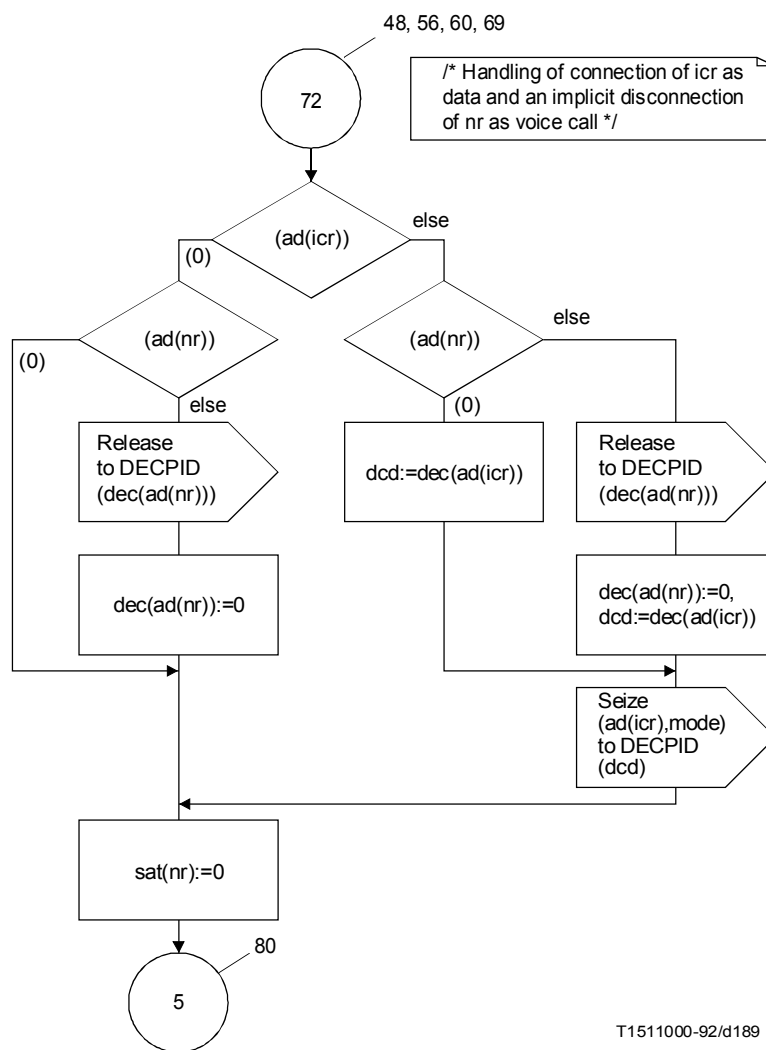 48, 56, 60, 69
72
/* Handling of connection of icr as
data and an implicit disconnection
of nr as voice call */
(ad(icr))
else
(0)
(ad(nr))
(0)
else
(ad(nr))
else
(0)
Release
to DECPID
(dec(ad(nr)))
dcd:=dec(ad(icr))
Release
to DECPID
(dec(ad(nr)))
dec(ad(nr)):=0
dec(ad(nr)):=0,
dcd:=dec(ad(icr))
Seize
(ad(icr),mode)
to DECPID
(dcd)
sat(nr):=0
80
5
T1511000-92/d189